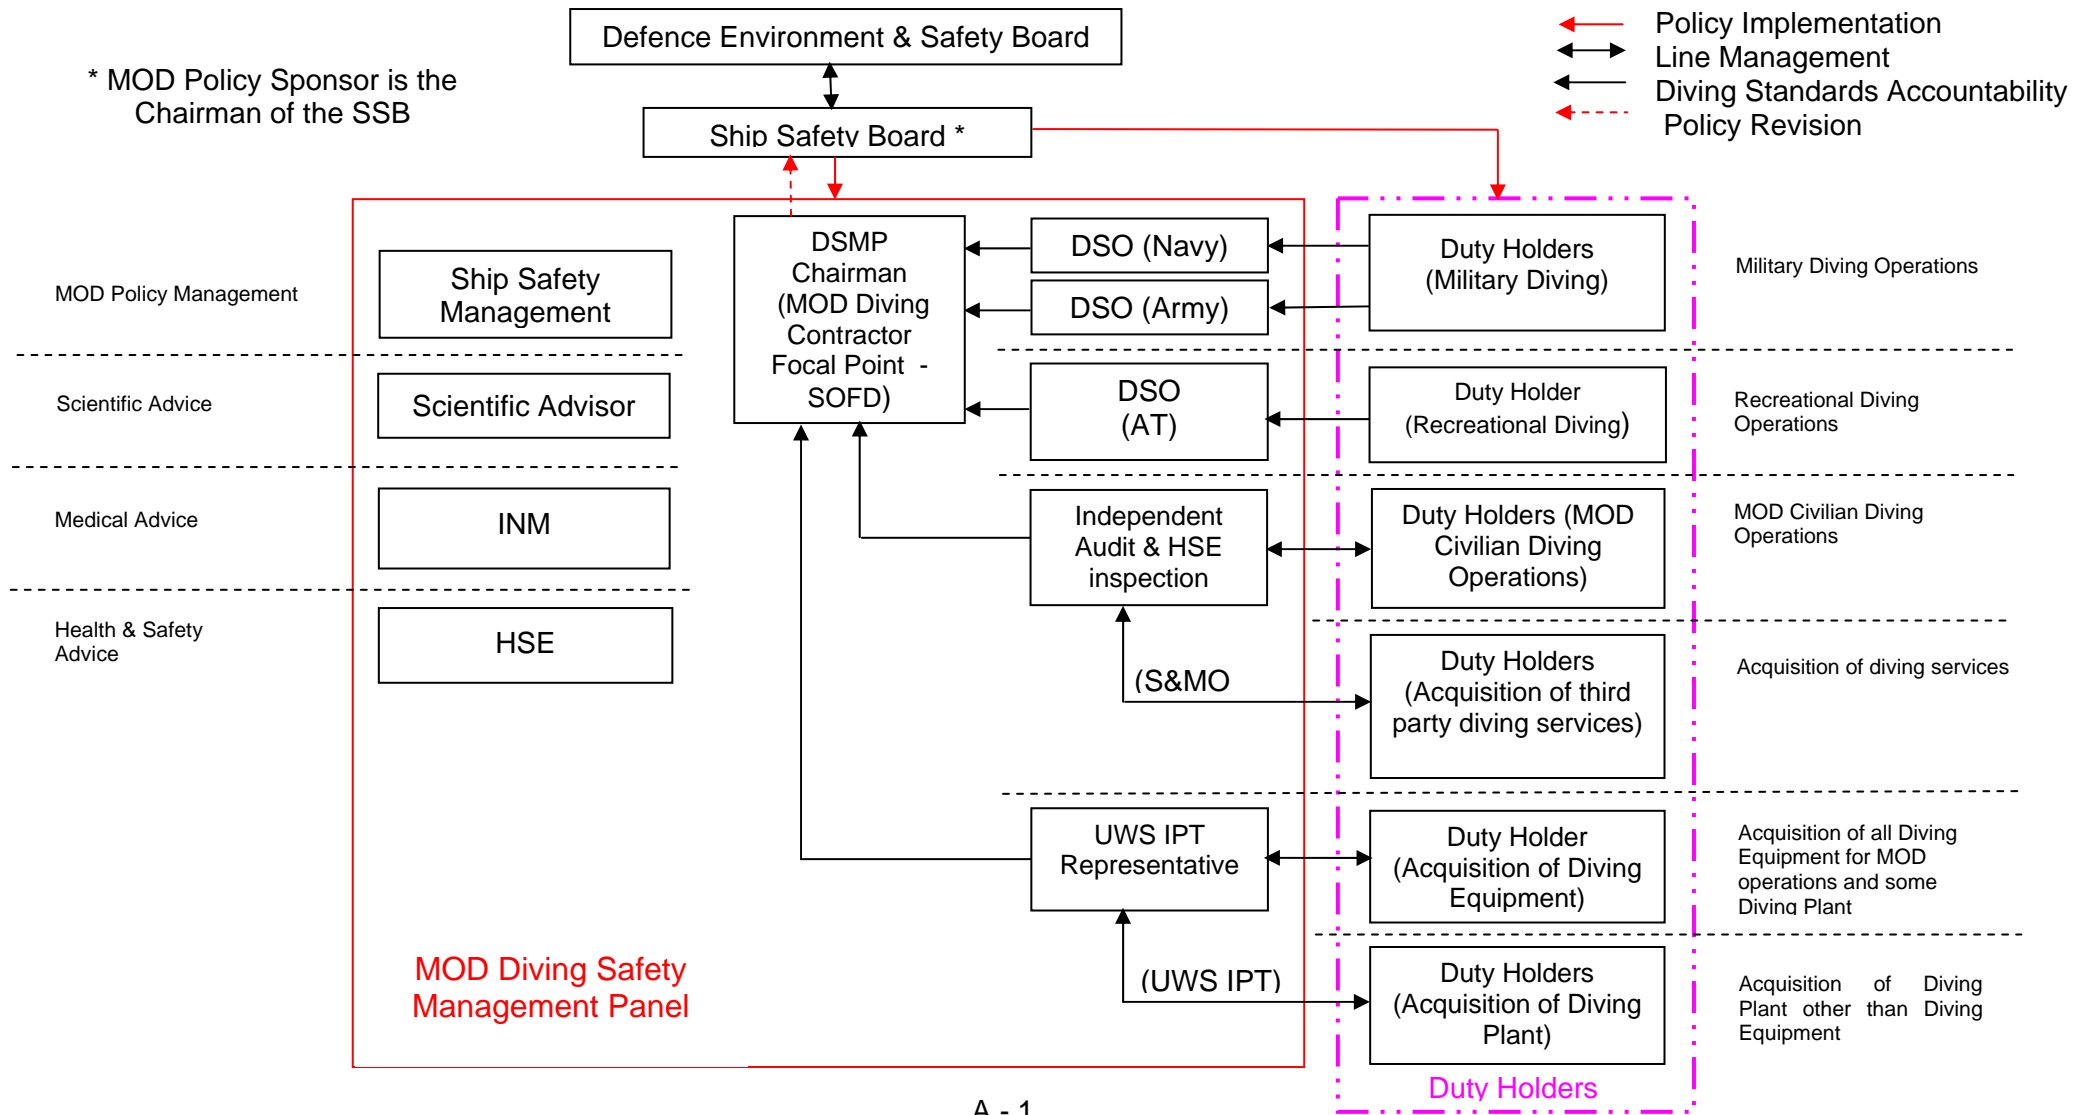 Defence Environment & Safety Board
* MOD Policy Sponsor is the
Chairman of the SSB
Ship Safety Board *
Policy Implementation
Line Management
Diving Standards Accountability
Policy Revision
MOD Policy Management
Scientific Advice
Medical Advice
Health & Safety
Advice
Ship Safety
Management
Scientific Advisor
INM
HSE
MOD Diving Safety
Management Panel
DSMP
Chairman
(MOD Diving
Contractor
Focal Point -
SOFD)
DSO (Navy)
DSO (Army)
DSO
(AT)
Independent
Audit & HSE
inspection
(S&MO
UWS IPT
Representative
(UWS IPT)
Duty Holders
(Military Diving)
Duty Holder
(Recreational Diving)
Duty Holders (MOD
Civilian Diving
Operations)
Duty Holders
(Acquisition of third
party diving services)
Duty Holder
(Acquisition of Diving
Equipment)
Duty Holders
(Acquisition of Diving
Plant)
Duty Holders
Military Diving Operations
Recreational Diving
Operations
MOD Civilian Diving
Operations
Acquisition of diving services
Acquisition of all Diving
Equipment for MOD
operations and some
Diving Plant
Acquisition of Diving
Plant other than Diving
Equipment
A - 1